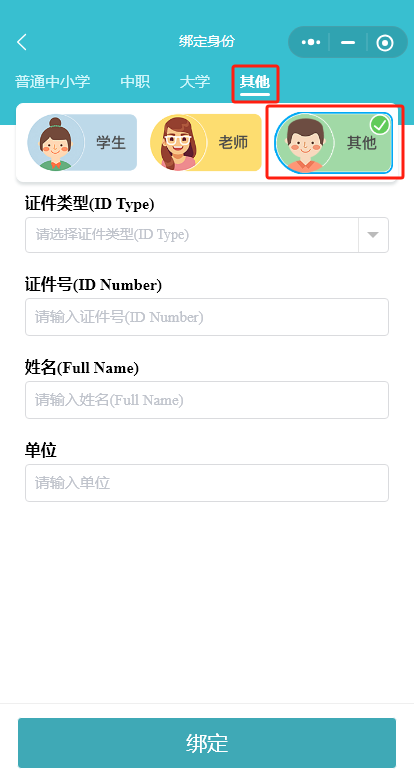 绑定身份
普通中小学 中职 大学 其他
学生 老师 其他
证件类型(ID Type)
请选择证件类型(ID Type)
证件号(ID Number)
请输入证件号(ID Number)
姓名(Full Name)
请输入姓名(Full Name)
单位
请输入单位
绑定